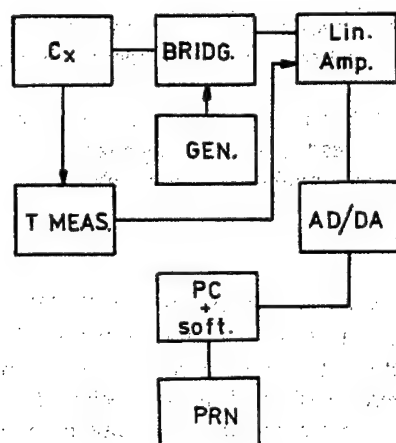 Cx
BRIDG.
Lin.
Amp.
GEN.
T MEAS.
AD/DA
PC
+
soft.
PRN